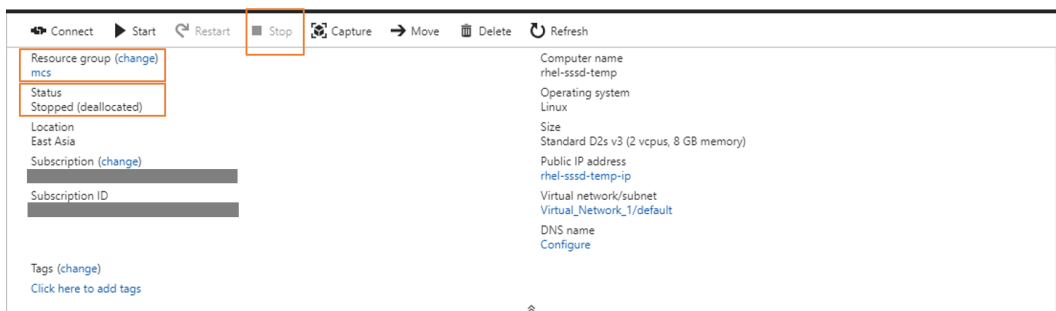 Connect Start Restart Stop Capture Move Delete Refresh
Resource group (change)
mcs
Status
Stopped (deallocated)
Location
East Asia
Subscription (change)
Subscription ID
Tags (change)
Click here to add tags
Computer name
rhel-sssd-temp
Operating system
Linux
Size
Standard D2s v3 (2 vcpus, 8 GB memory)
Public IP address
rhel-sssd-temp-ip
Virtual network/subnet
Virtual_Network_1/default
DNS name
Configure